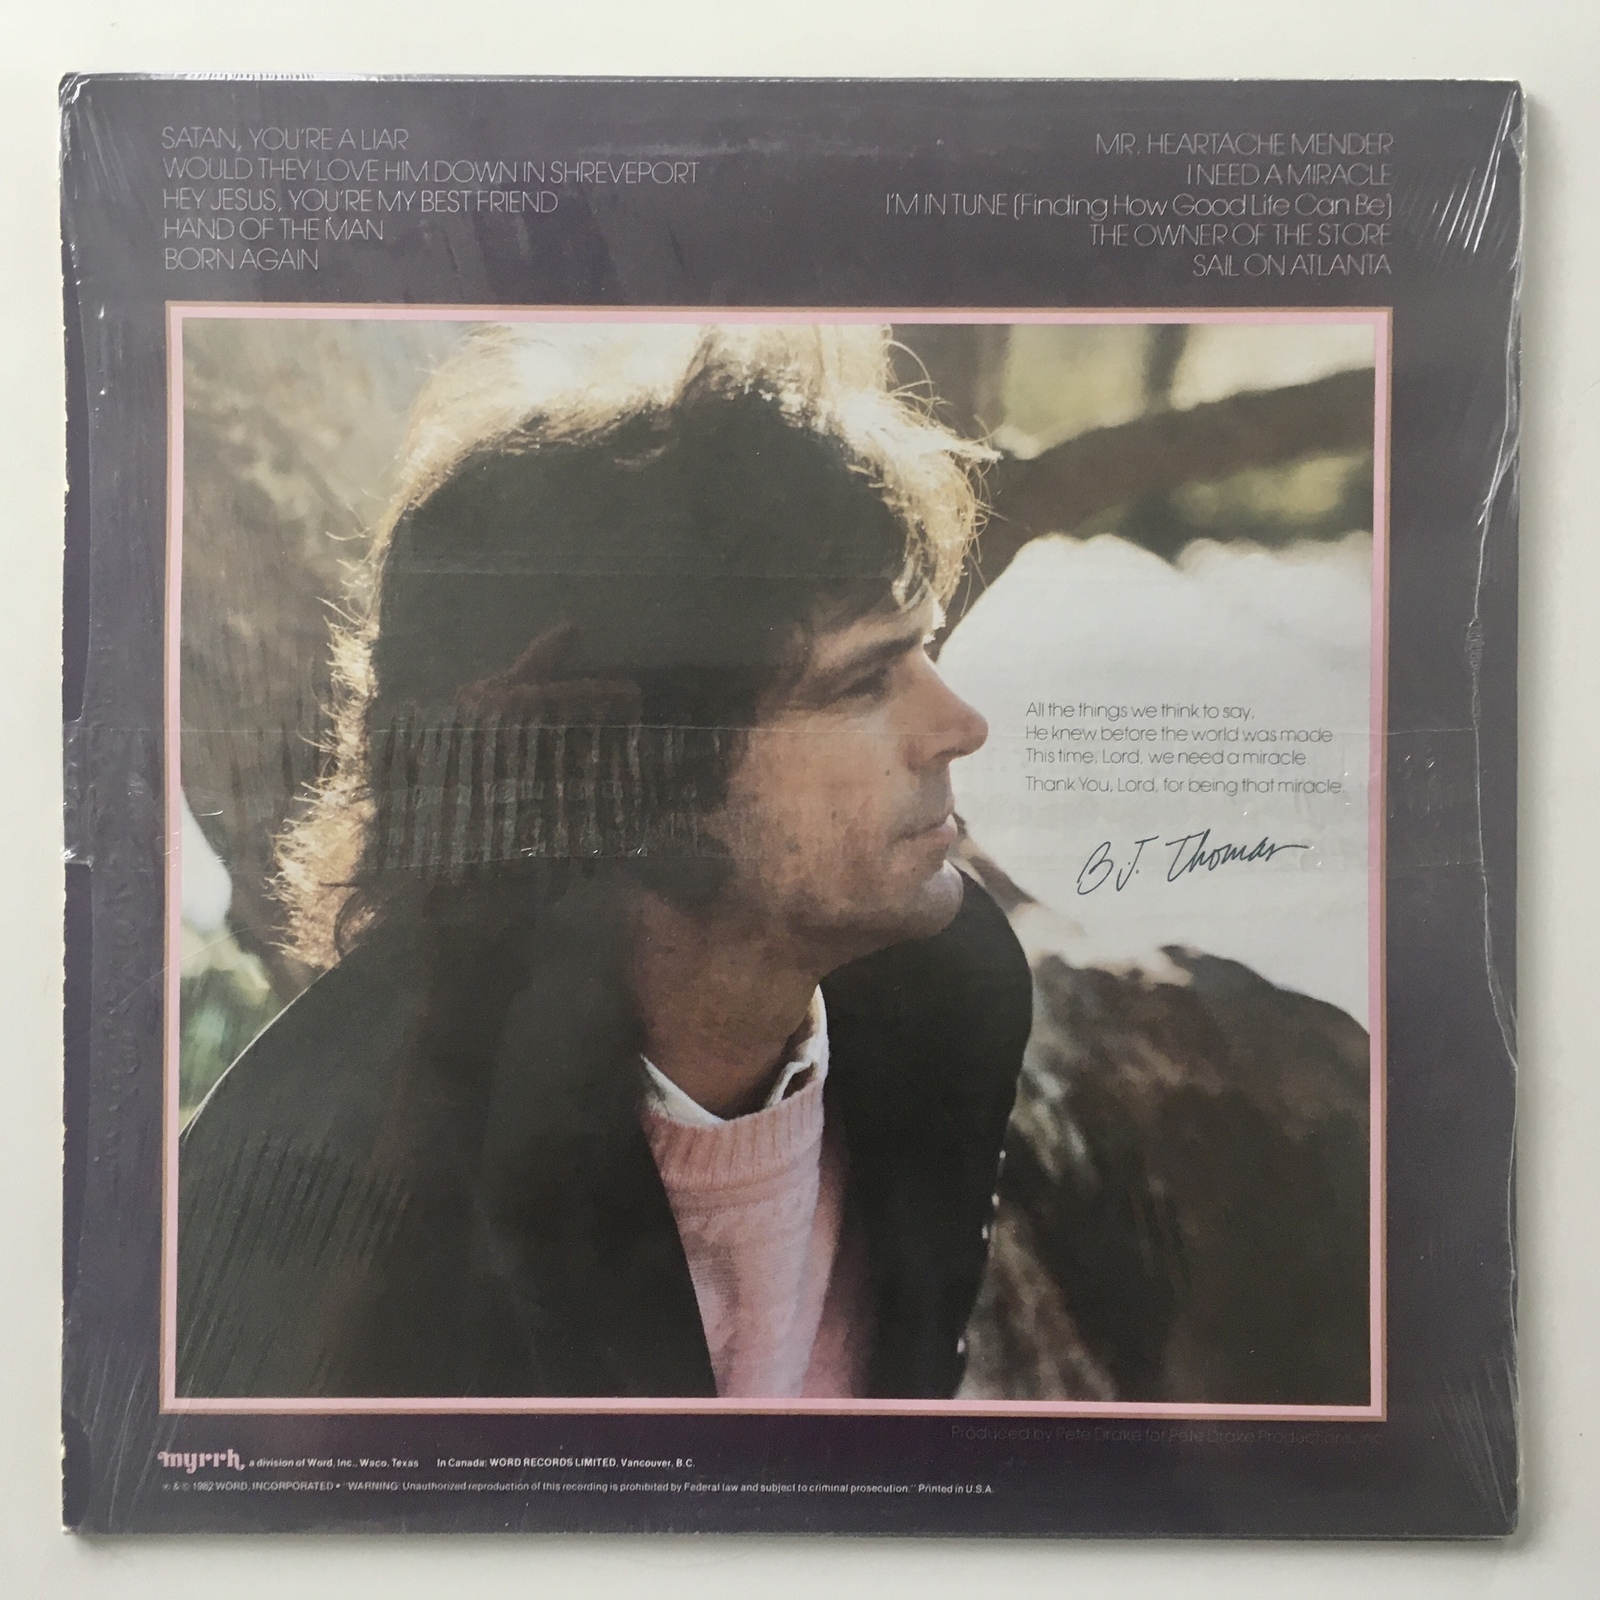 SATAN, YOU'RE A LIAR
WOULD THEY LOVE HIM DOWN IN SHREVEPORT
HEY JESUS, YOU'RE MY BEST FRIEND
HAND OF THE MAN
BORN AGAIN
MR. HEARTACHE MENDER
I NEED A MIRACLE
I'M IN TUNE (Finding How Good Life Can Be)
THE OWNER OF THE STORE
SAIL ON ATLANTA
All the things we think to say,
He knew before the world was made.
This time, Lord, we need a miracle.
Thank You, Lord, for being that miracle.
B.J. Thomas
Produced by Pete Drake for Pete Drake Productions, Inc.
myrrh, a division of Word, Inc., Waco, Texas In Canada: WORD RECORDS LIMITED, Vancouver, B.C.
℗ & © 1982 WORD, INCORPORATED • "WARNING: Unauthorized reproduction of this recording is prohibited by Federal law and subject to criminal prosecution." Printed in U.S.A.